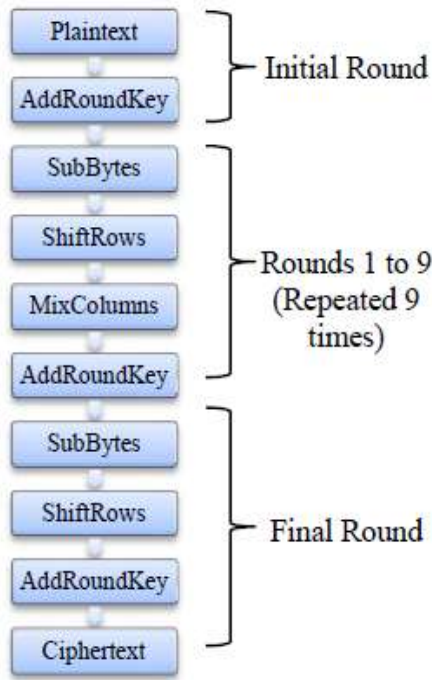 Plaintext
AddRoundKey
Initial Round
SubBytes
ShiftRows
MixColumns
AddRoundKey
Rounds 1 to 9
(Repeated 9
times)
SubBytes
ShiftRows
AddRoundKey
Ciphertext
Final Round